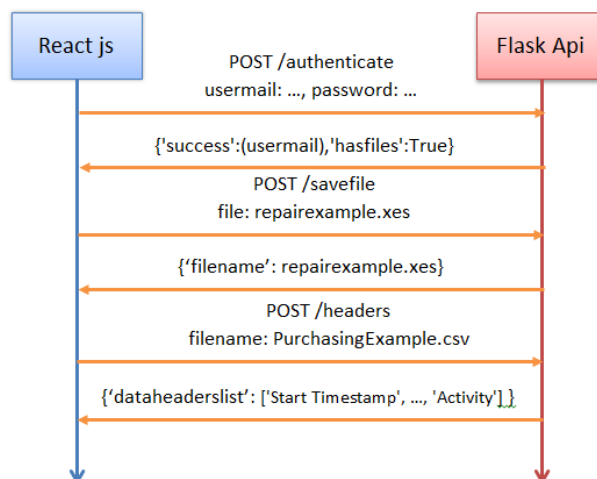 React js
Flask Api
POST /authenticate
usermail: ..., password: ...
{'success':(usermail),'hasfiles':True}
POST /savefile
file: repairexample.xes
{‘filename’: repairexample.xes}
POST /headers
filename: PurchasingExample.csv
{‘dataheaderslist’: ['Start Timestamp', ..., 'Activity'] }